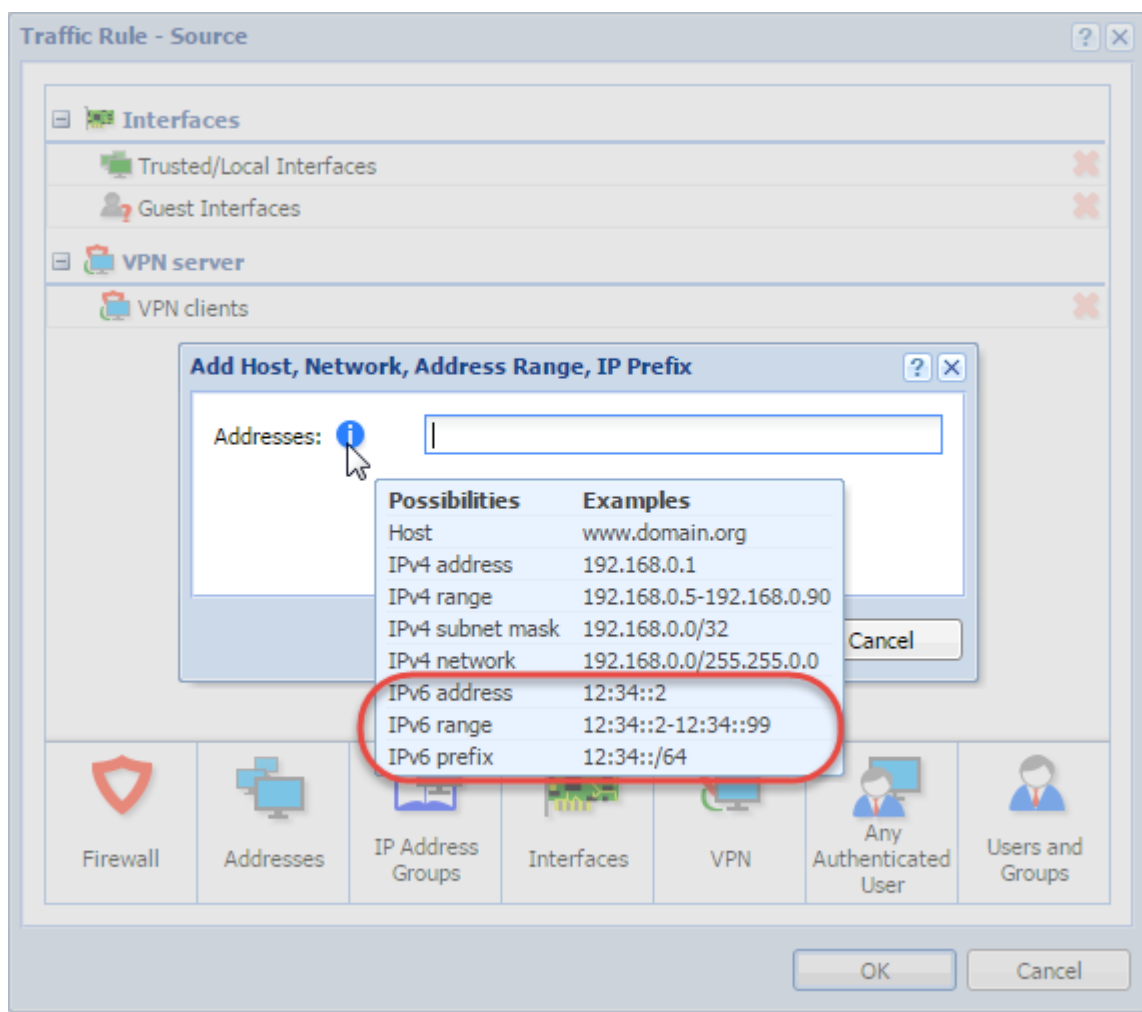 Traffic Rule - Source
Interfaces
Trusted/Local Interfaces
Guest Interfaces
VPN server
VPN clients
Add Host, Network, Address Range, IP Prefix
Addresses:
Possibilities Examples
Host www.domain.org
IPv4 address 192.168.0.1
IPv4 range 192.168.0.5-192.168.0.90
IPv4 subnet mask 192.168.0.0/32
IPv4 network 192.168.0.0/255.255.0.0
Cancel
IPv6 address 12:34::2
IPv6 range 12:34::2-12:34::99
IPv6 prefix 12:34::/64
Firewall
Addresses
IP Address
Groups
Interfaces
VPN
Any
Authenticated
User
Users and
Groups
OK
Cancel